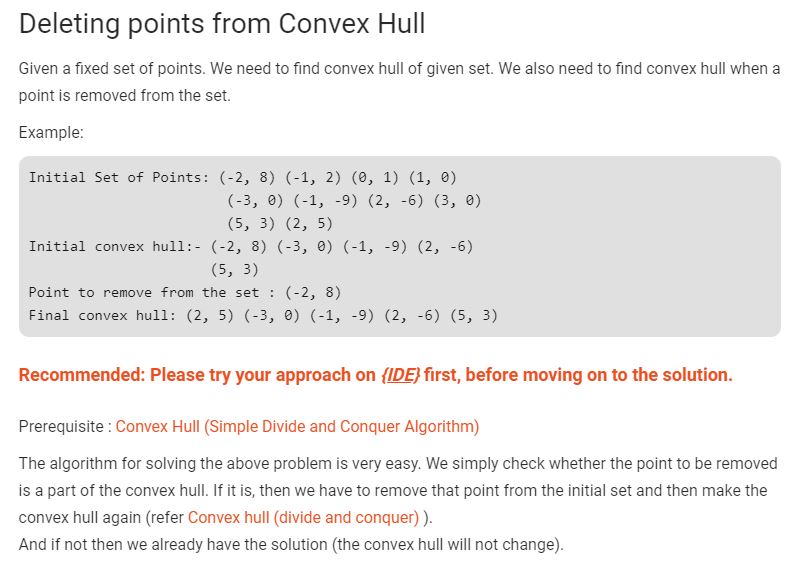 Deleting points from Convex Hull
Given a fixed set of points. We need to find convex hull of given set. We also need to find convex hull when a
point is removed from the set.
Example:
Initial Set of Points: (-2, 8) (-1, 2) (0, 1) (1, 0)
(-3, 0) (-1, -9) (2, -6) (3, 0)
(5, 3) (2, 5)
Initial convex hull:- (-2, 8) (-3, 0) (-1, -9) (2, -6)
(5, 3)
Point to remove from the set : (-2, 8)
Final convex hull: (2, 5) (-3, 0) (-1, -9) (2, -6) (5, 3)
Recommended: Please try your approach on {IDE} first, before moving on to the solution.
Prerequisite : Convex Hull (Simple Divide and Conquer Algorithm)
The algorithm for solving the above problem is very easy. We simply check whether the point to be removed
is a part of the convex hull. If it is, then we have to remove that point from the initial set and then make the
convex hull again (refer Convex hull (divide and conquer) ).
And if not then we already have the solution (the convex hull will not change).